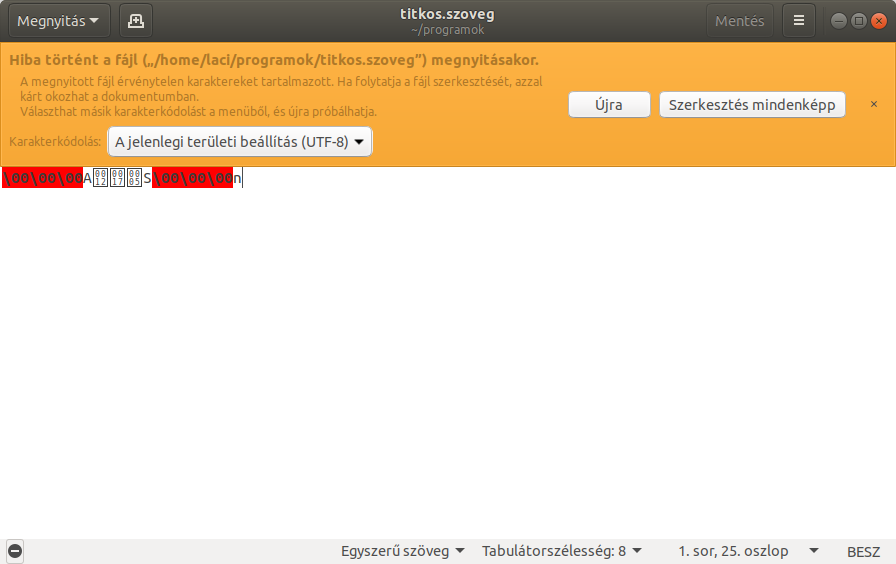 Megnyitás
titkos.szoveg
~/programok
Mentés
Hiba történt a fájl („/home/laci/programok/titkos.szoveg”) megnyitásakor.
A megnyitott fájl érvénytelen karaktereket tartalmazott. Ha folytatja a fájl szerkesztését, azzal
kárt okozhat a dokumentumban.
Választhat másik karakterkódolást a menüből, és újra próbálhatja.
Újra
Szerkesztés mindenképp
Karakterkódolás:
A jelenlegi területi beállítás (UTF-8)
\00\00\00A 0012 0017 0005 S\00\00\00n
Egyszerű szöveg
Tabulátorszélesség: 8
1. sor, 25. oszlop
BESZ